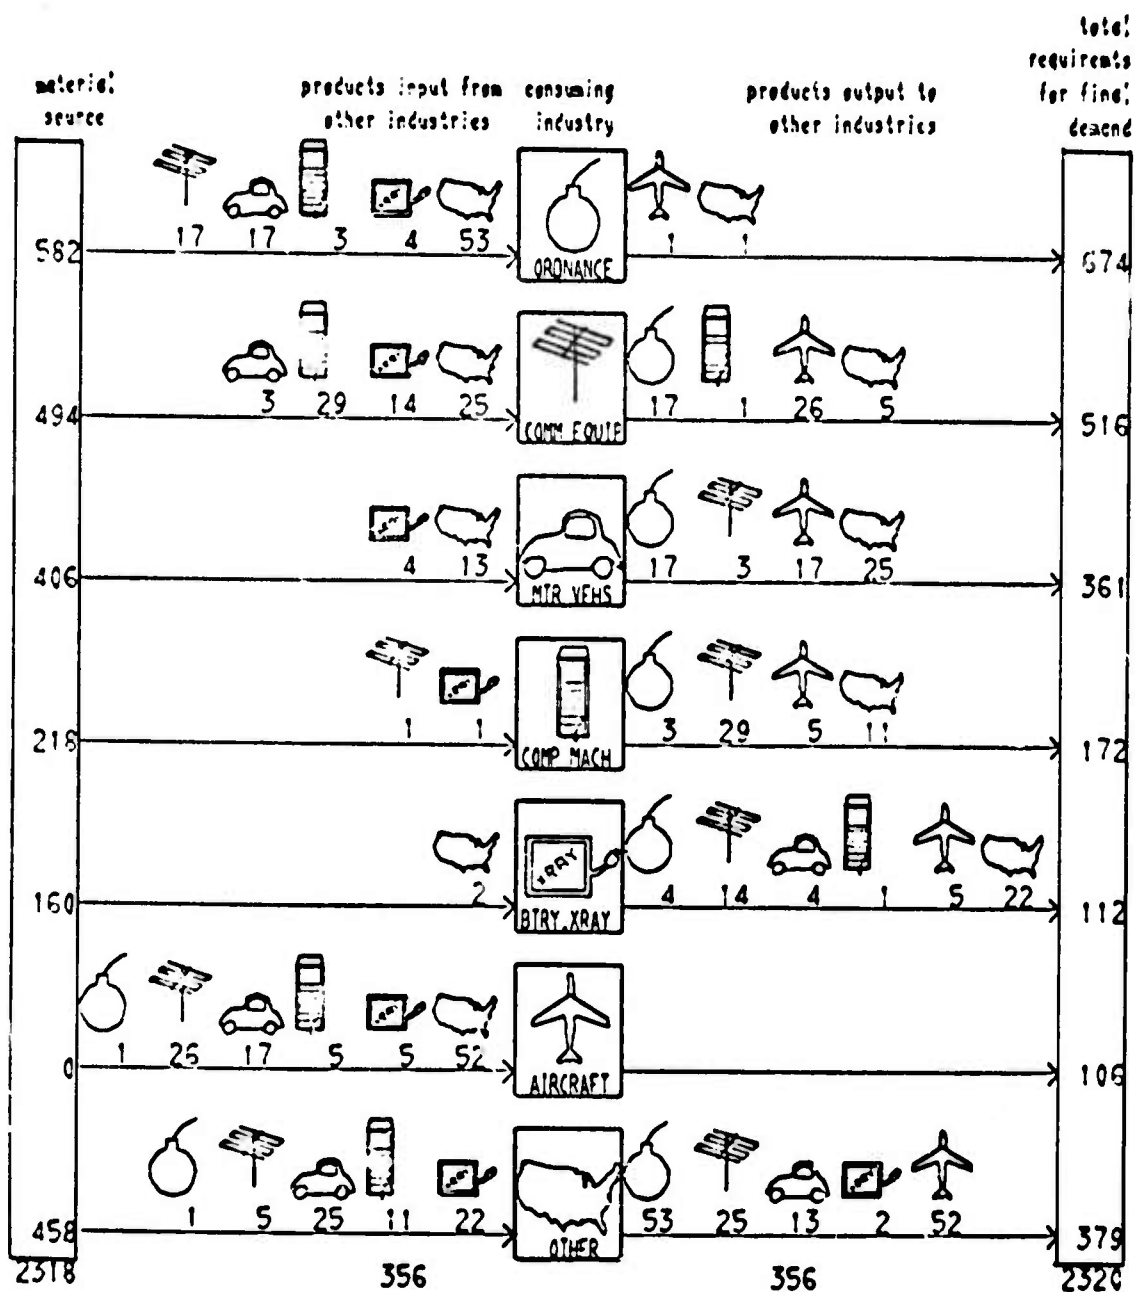 total
requiremts
material products input from consuming products output to for final
source other industries industry other industries demand
17 17 3 4 53 1 1
582 ORDNANCE 674
3 29 14 25 17 1 26 5
494 COMM EQUIP 516
4 13 17 3 17 25
406 MTR VEHS 361
1 1 3 29 5 11
218 COMP MACH 172
2 4 14 4 1 5 22
160 XRAY BTRY.XRAY 112
1 26 17 5 5 52
0 AIRCRAFT 106
1 5 25 11 22 53 25 13 2 52
458 OTHER 379
2318 356 356 2320